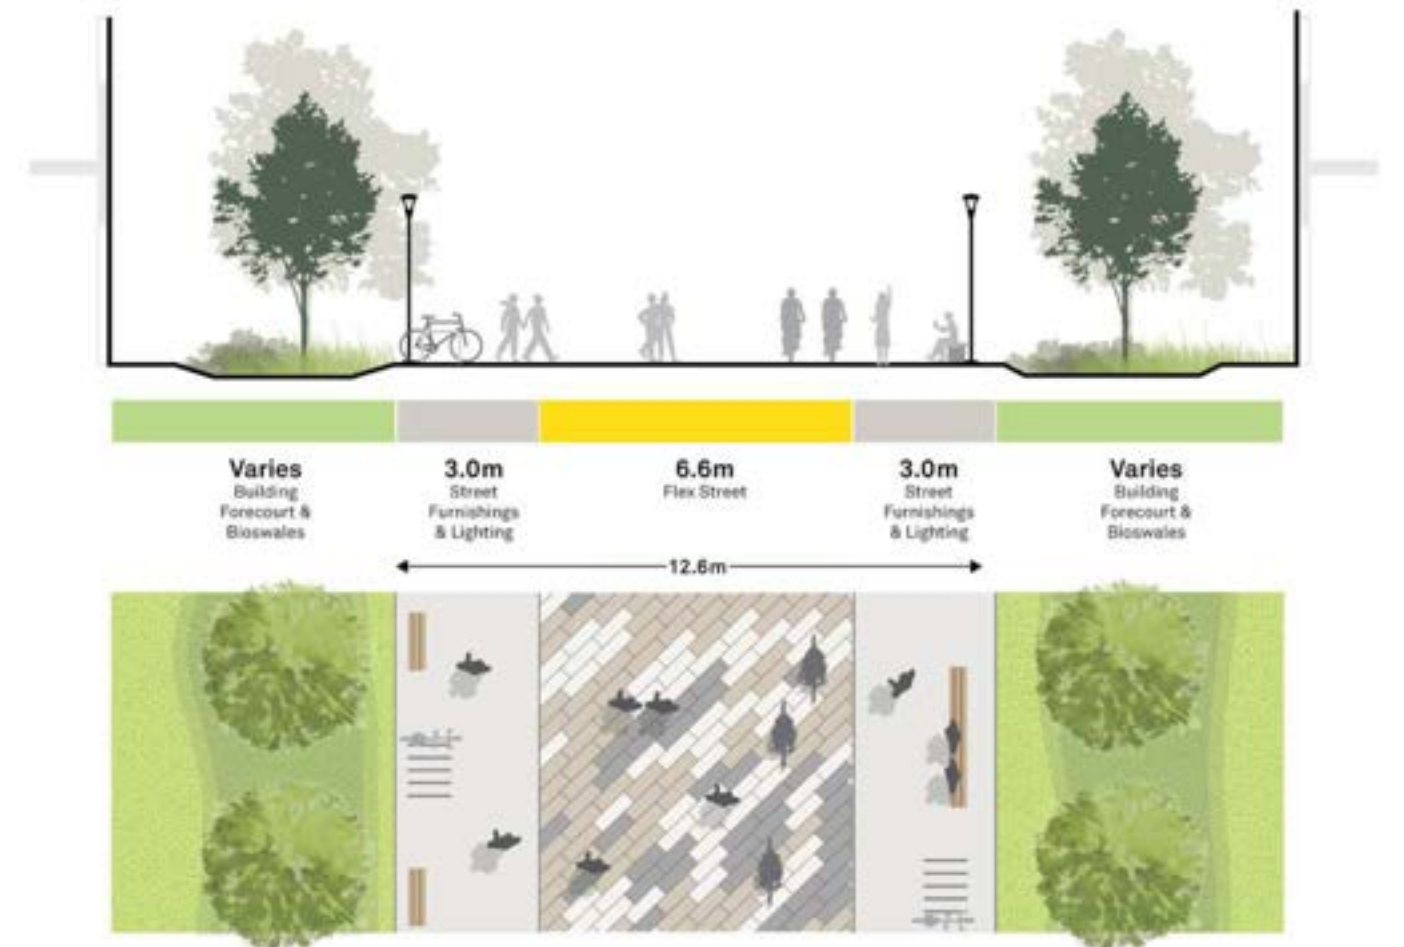 Varies
Building
Forecourt &
Bioswales
3.0m
Street
Furnishings
& Lighting
6.6m
Flex Street
3.0m
Street
Furnishings
& Lighting
Varies
Building
Forecourt &
Bioswales
12.6m